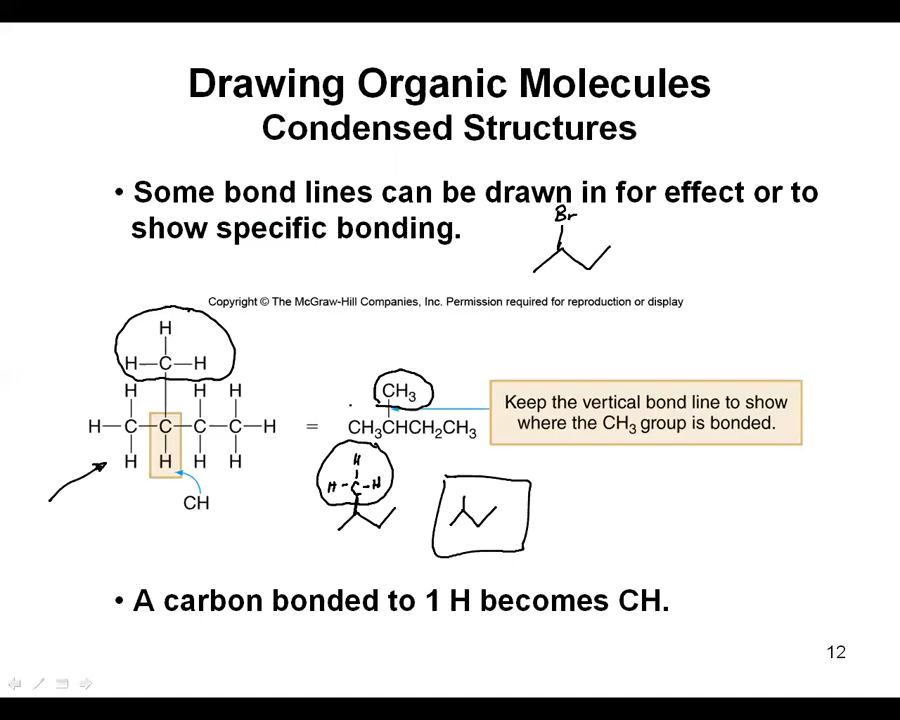 Drawing Organic Molecules
Condensed Structures
• Some bond lines can be drawn in for effect or to
show specific bonding.
Br
Copyright © The McGraw-Hill Companies, Inc. Permission required for reproduction or display
H
H—C—H
H H H
H—C—C—C—C—H
H H H H
CH
=
CH₃
CH₃CHCH₂CH₃
Keep the vertical bond line to show
where the CH₃ group is bonded.
H
H-C-H
• A carbon bonded to 1 H becomes CH.
12